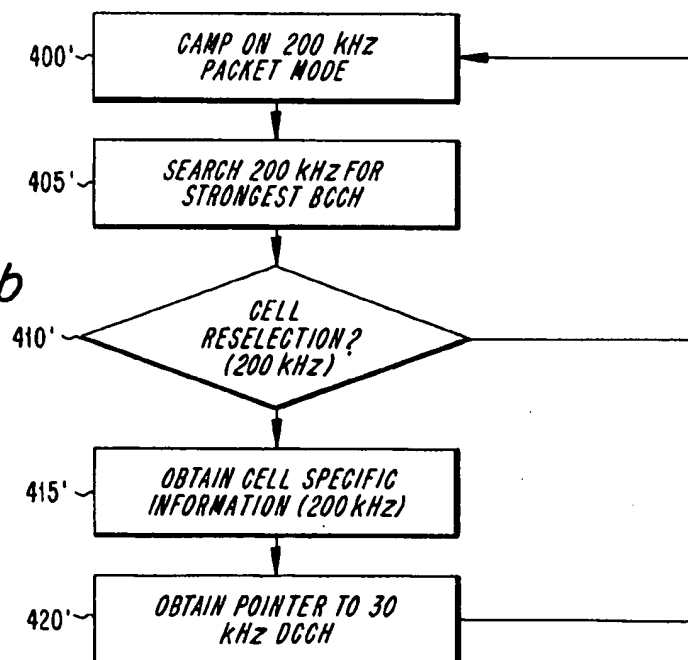 400'
CAMP ON 200 kHz
PACKET MODE
405'
SEARCH 200 kHz FOR
STRONGEST BCCH
b
410'
CELL
RESELECTION?
(200 kHz)
415'
OBTAIN CELL SPECIFIC
INFORMATION (200 kHz)
420'
OBTAIN POINTER TO 30
kHz DCCH